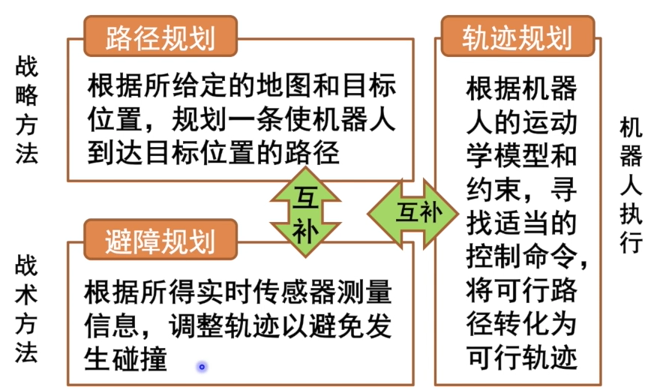 战略方法
路径规划
根据所给定的地图和目标
位置，规划一条使机器人
到达目标位置的路径
互补
战术方法
避障规划
根据所得实时传感器测量
信息，调整轨迹以避免发
生碰撞
互补
轨迹规划
根据机器
人的运动
学模型和
约束，寻
找适当的
控制命令，
将可行路
径转化为
可行轨迹
机器人执行